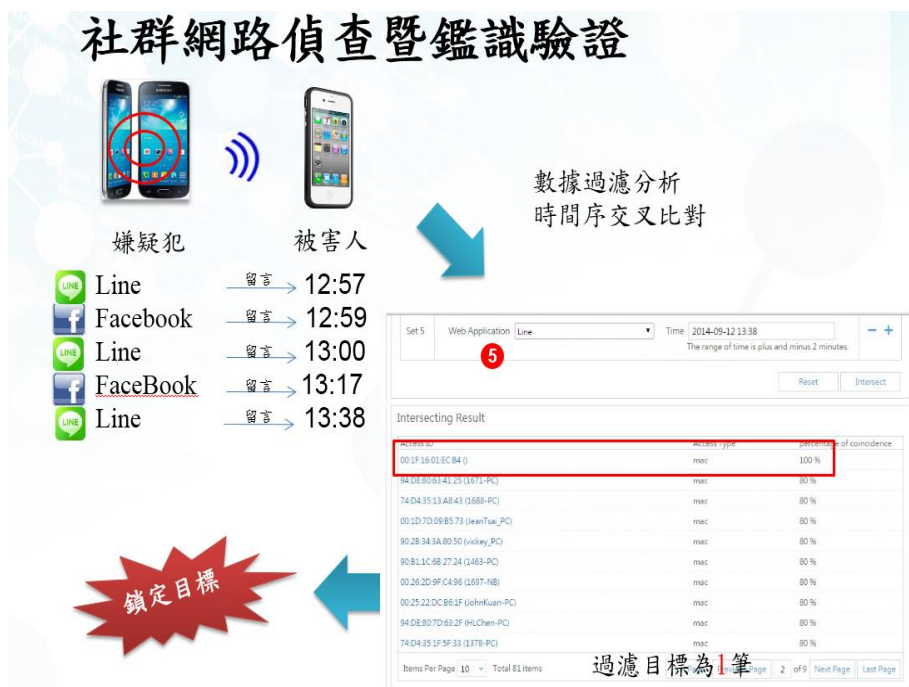 社群網路偵查暨鑑識驗證
嫌疑犯
被害人
數據過濾分析
時間序交叉比對
LINE Line 留言 12:57
Facebook 留言 12:59
LINE Line 留言 13:00
FaceBook 留言 13:17
LINE Line 留言 13:38
Set 5 Web Application Line Time 2014-09-12 13:38
The range of time is plus and minus 2 minutes.
5
Reset Intersect
Intersecting Result
Access ID Access Type percentage of coincidence
00:1F:16:01:EC:B4 () mac 100 %
94:DE:80:63:41:25 (1671-PC) mac 80 %
74:D4:35:13:A8:43 (1688-PC) mac 80 %
00:1D:7D:09:B5:73 (JeanTsai_PC) mac 80 %
90:2B:34:3A:80:50 (vickey_PC) mac 80 %
90:B1:1C:6B:27:24 (1463-PC) mac 80 %
00:26:2D:9F:C4:96 (1697-NB) mac 80 %
00:25:22:DC:B6:1F (JohnKuan-PC) mac 80 %
94:DE:80:7D:63:2F (HLChen-PC) mac 80 %
74:D4:35:1F:5F:33 (1378-PC) mac 80 %
Items Per Page 10 Total 81 items Page 2 of 9 Next Page Last Page
過濾目標為1筆
鎖定目標